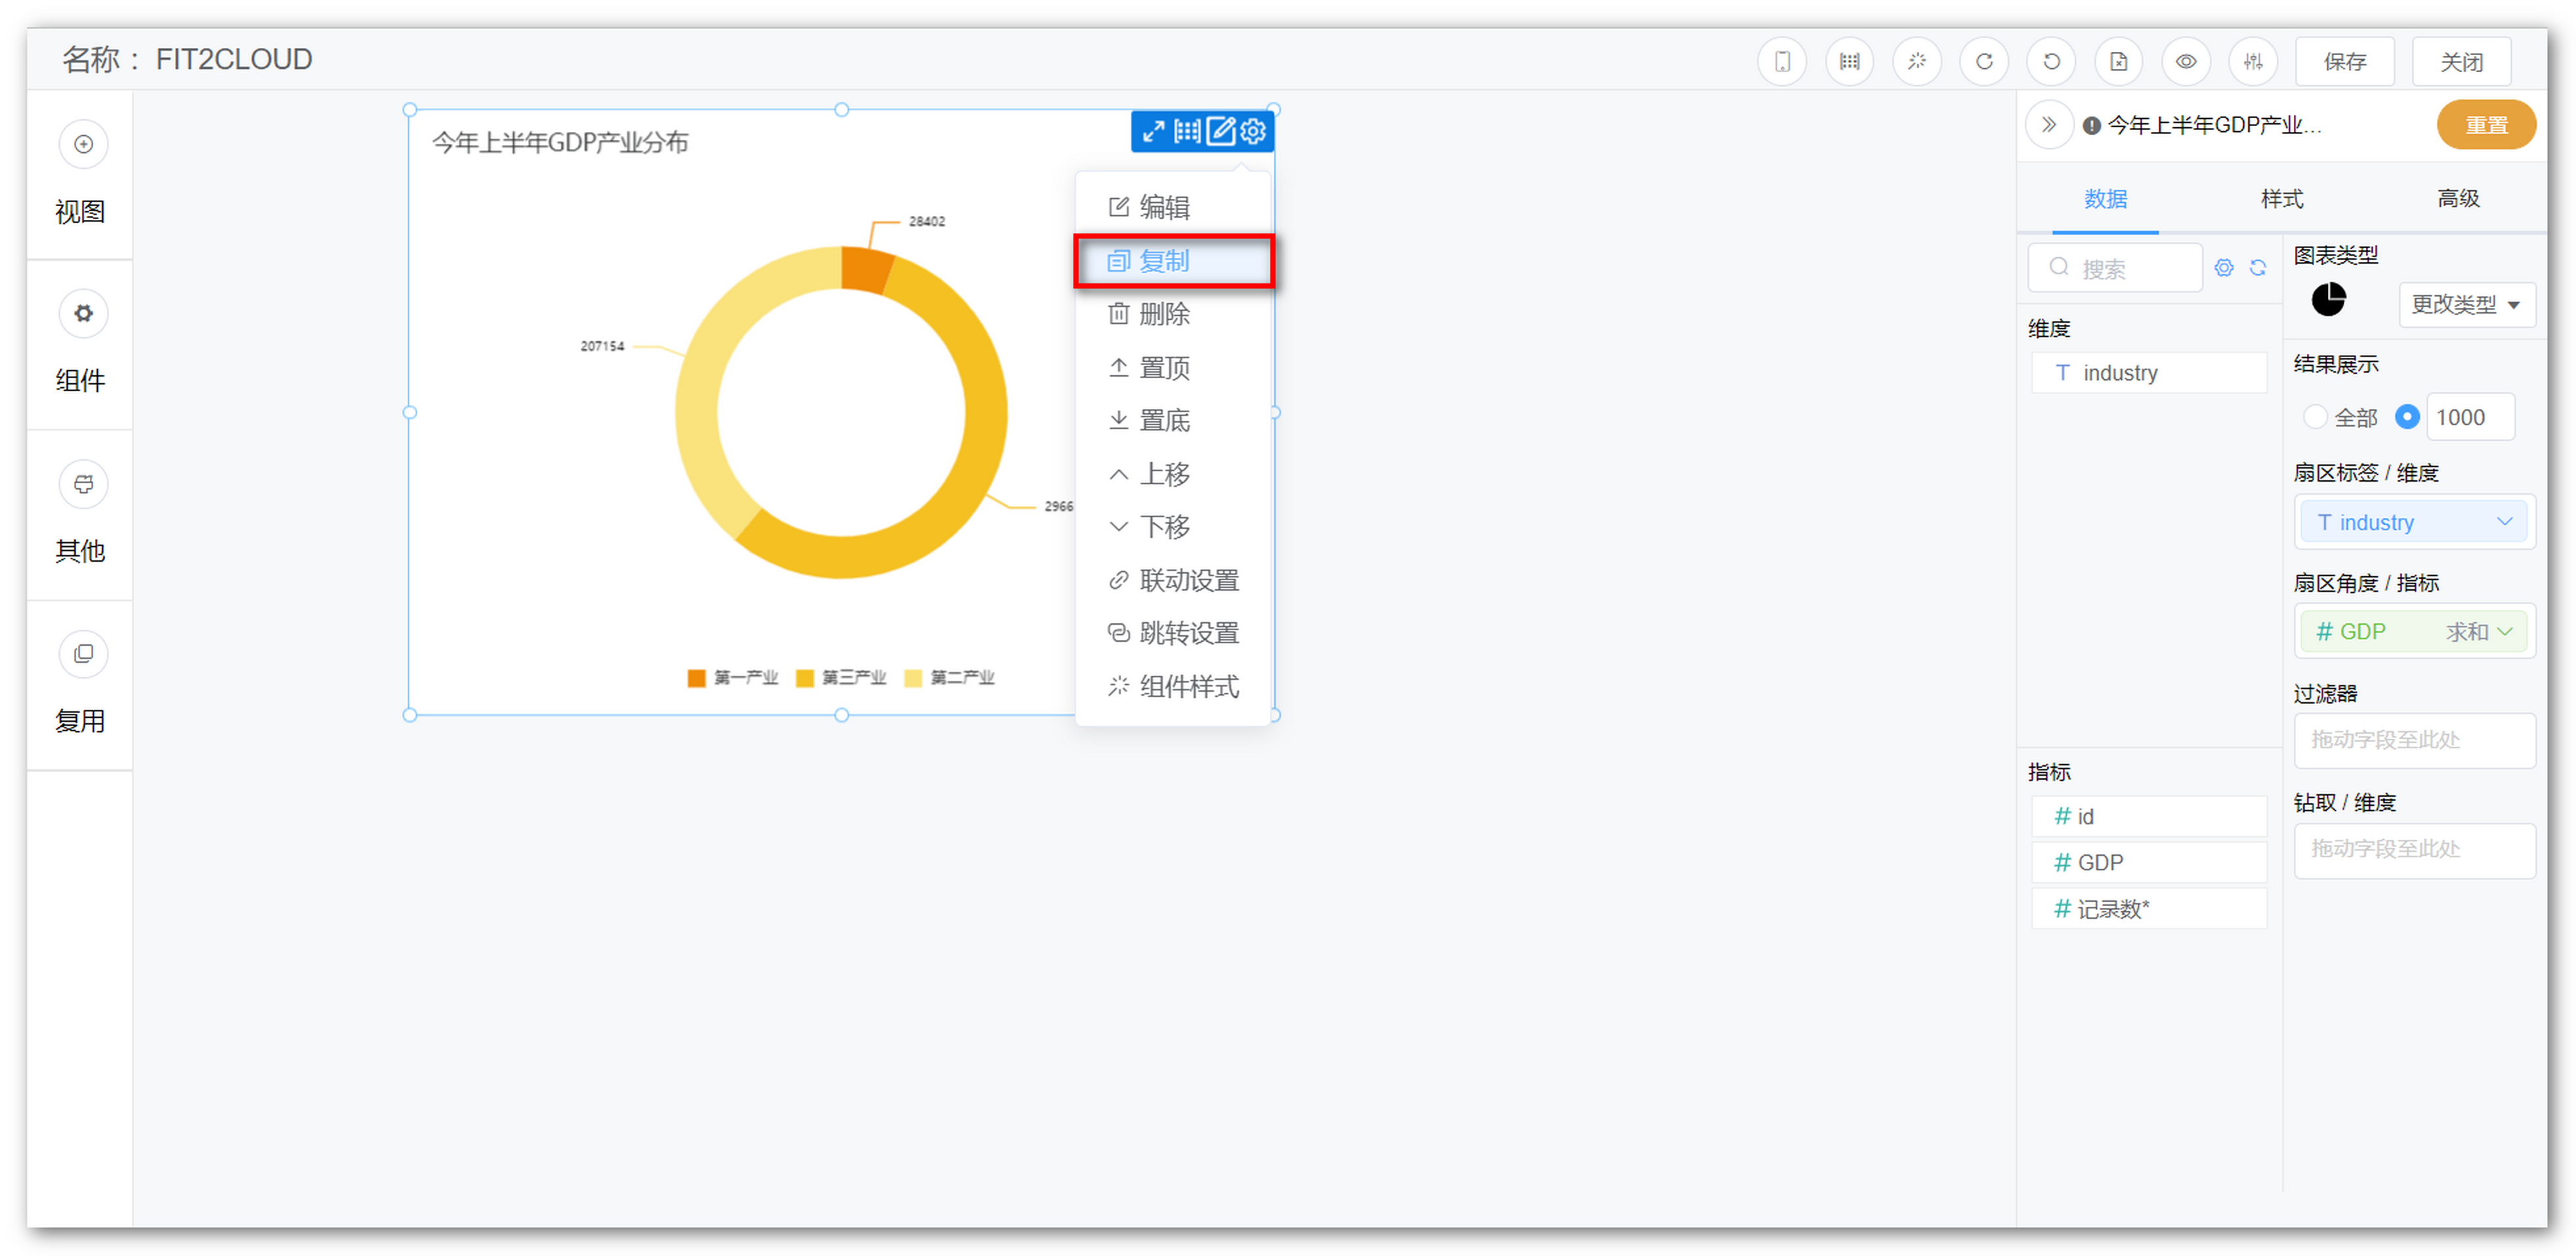 名称： FIT2CLOUD
保存
关闭
视图
组件
其他
复用
今年上半年GDP产业分布
28402
207154
2966
第一产业 第三产业 第二产业
编辑
复制
删除
置顶
置底
上移
下移
联动设置
跳转设置
组件样式
今年上半年GDP产业...
重置
数据
样式
高级
搜索
维度
T industry
指标
# id
# GDP
# 记录数*
图表类型
更改类型
结果展示
全部
1000
扇区标签 / 维度
T industry
扇区角度 / 指标
# GDP 求和
过滤器
拖动字段至此处
钻取 / 维度
拖动字段至此处